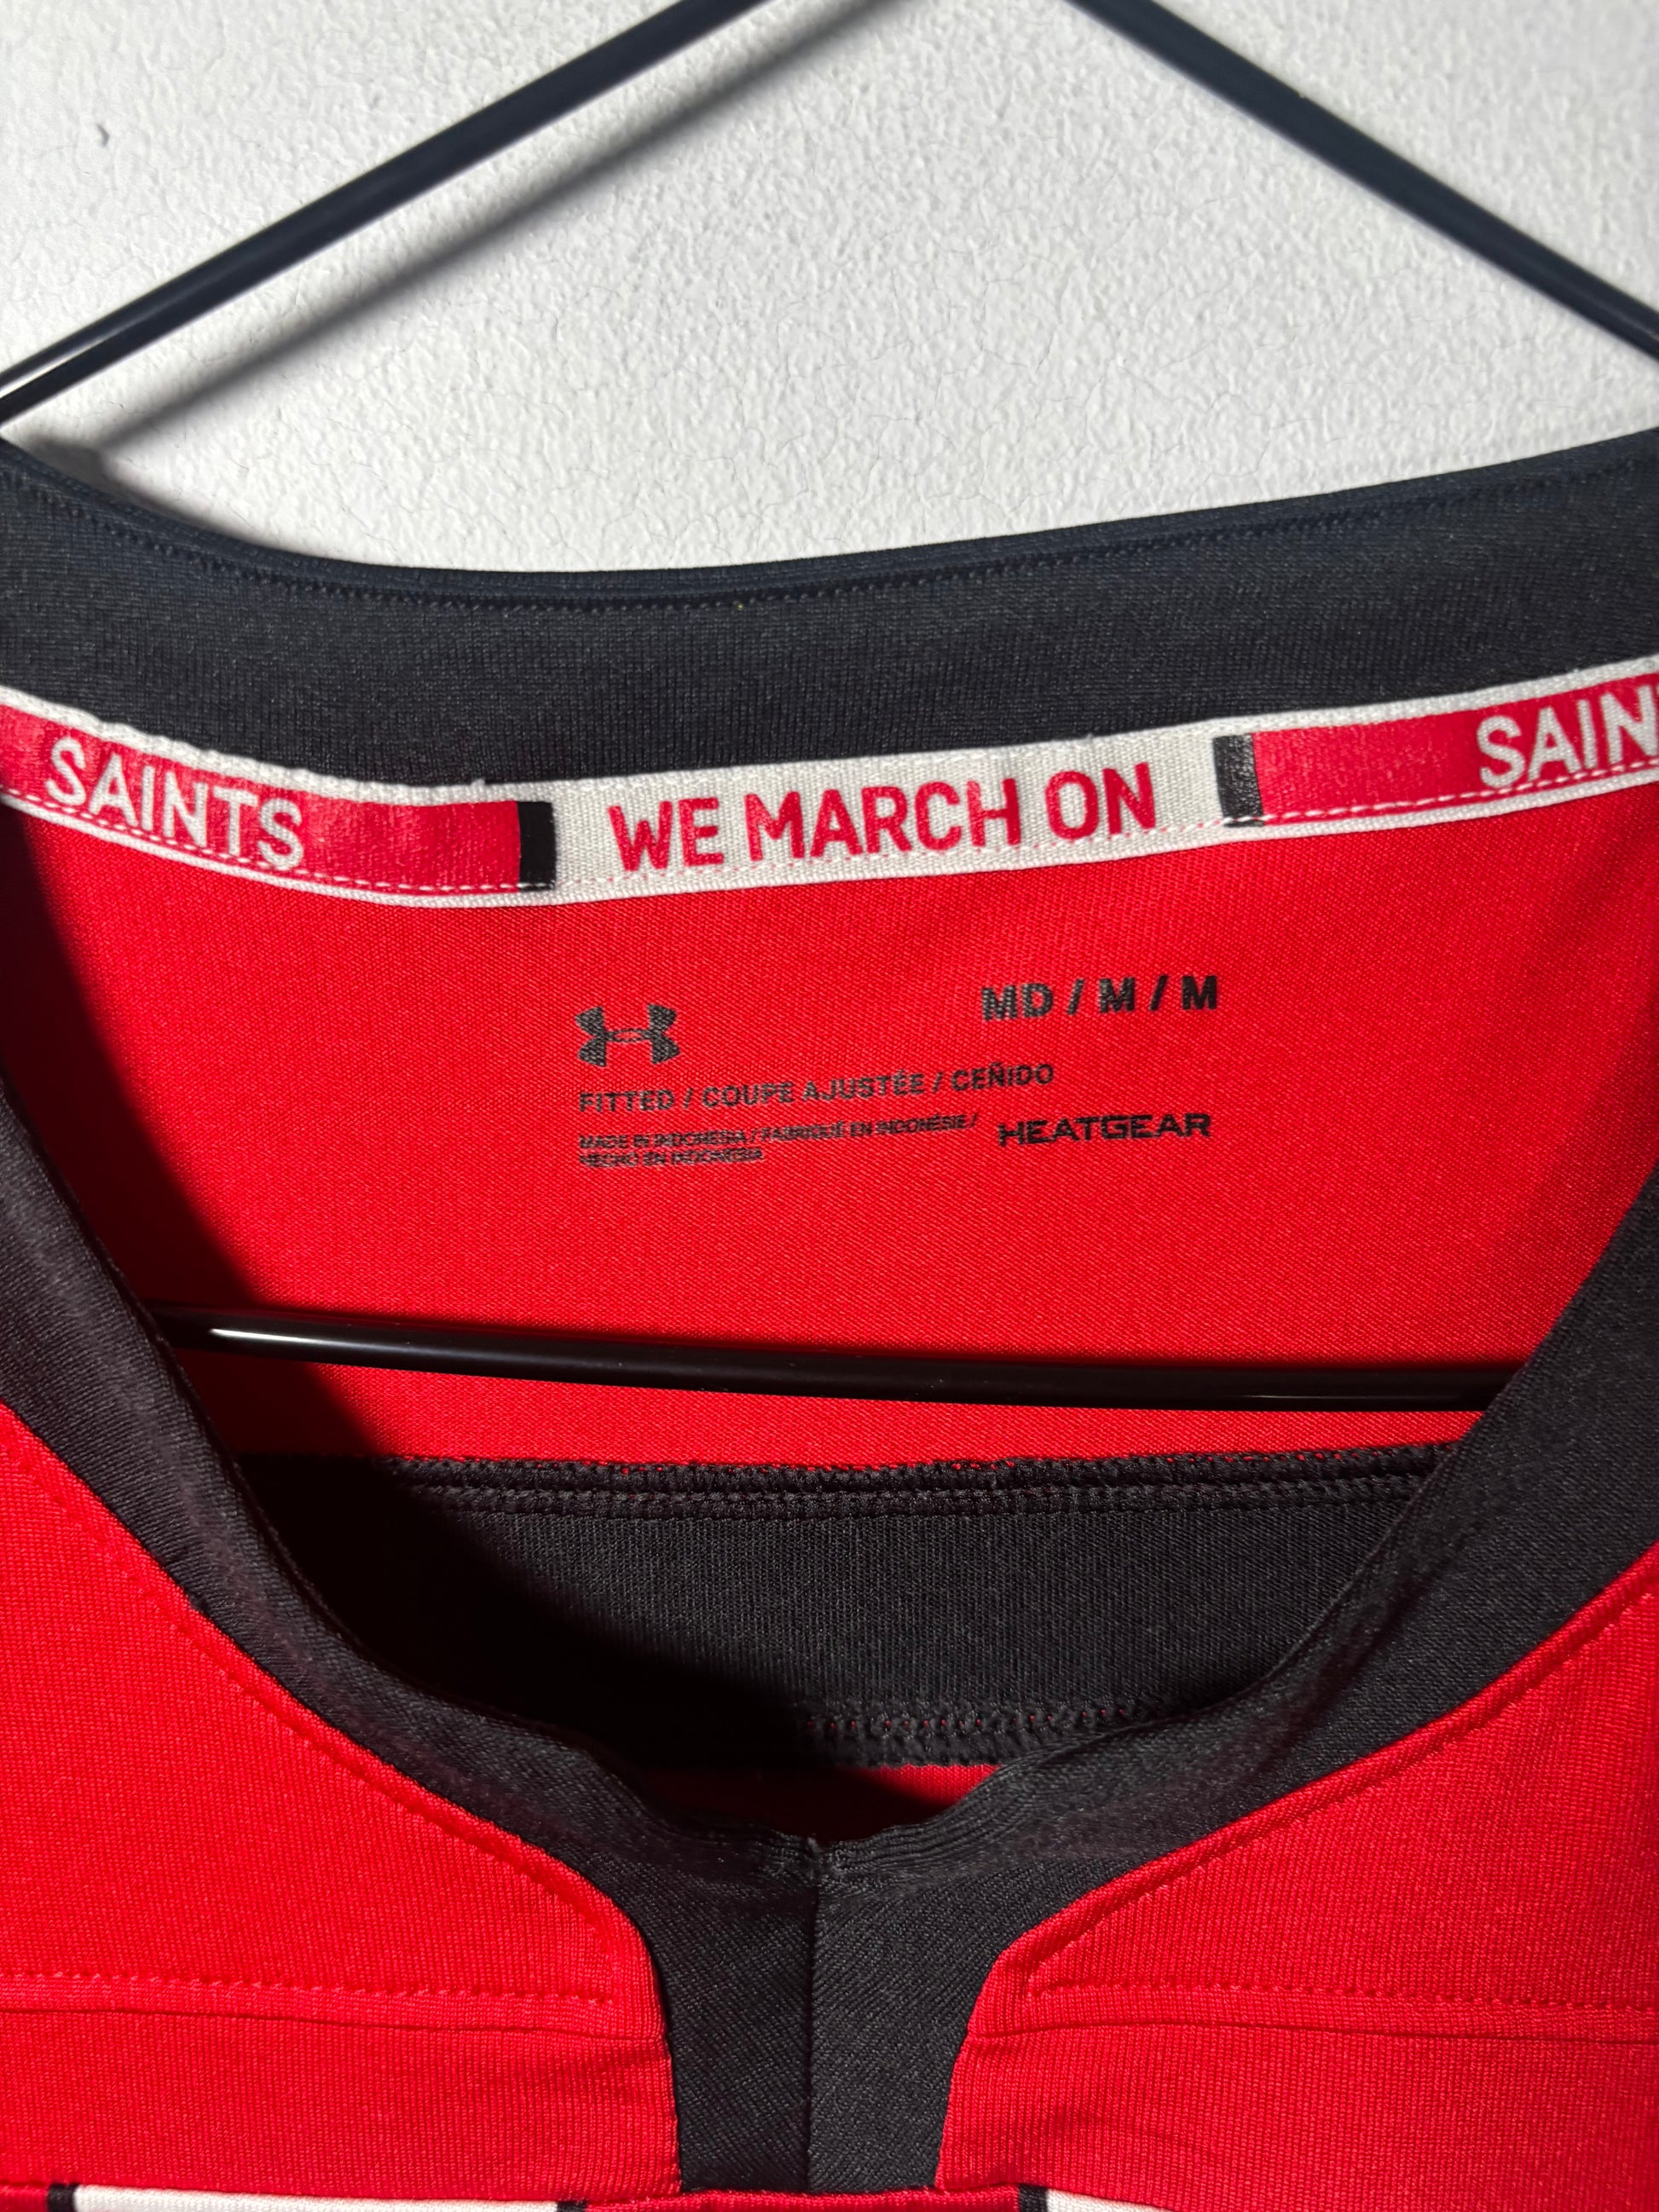 SAINTS WE MARCH ON SAIN
MD / M / M
FITTED / COUPE AJUSTÉE / CEÑIDO
MADE IN INDONESIA / FABRIQUÉ EN INDONÉSIE /
HECHO EN INDONESIA
HEATGEAR